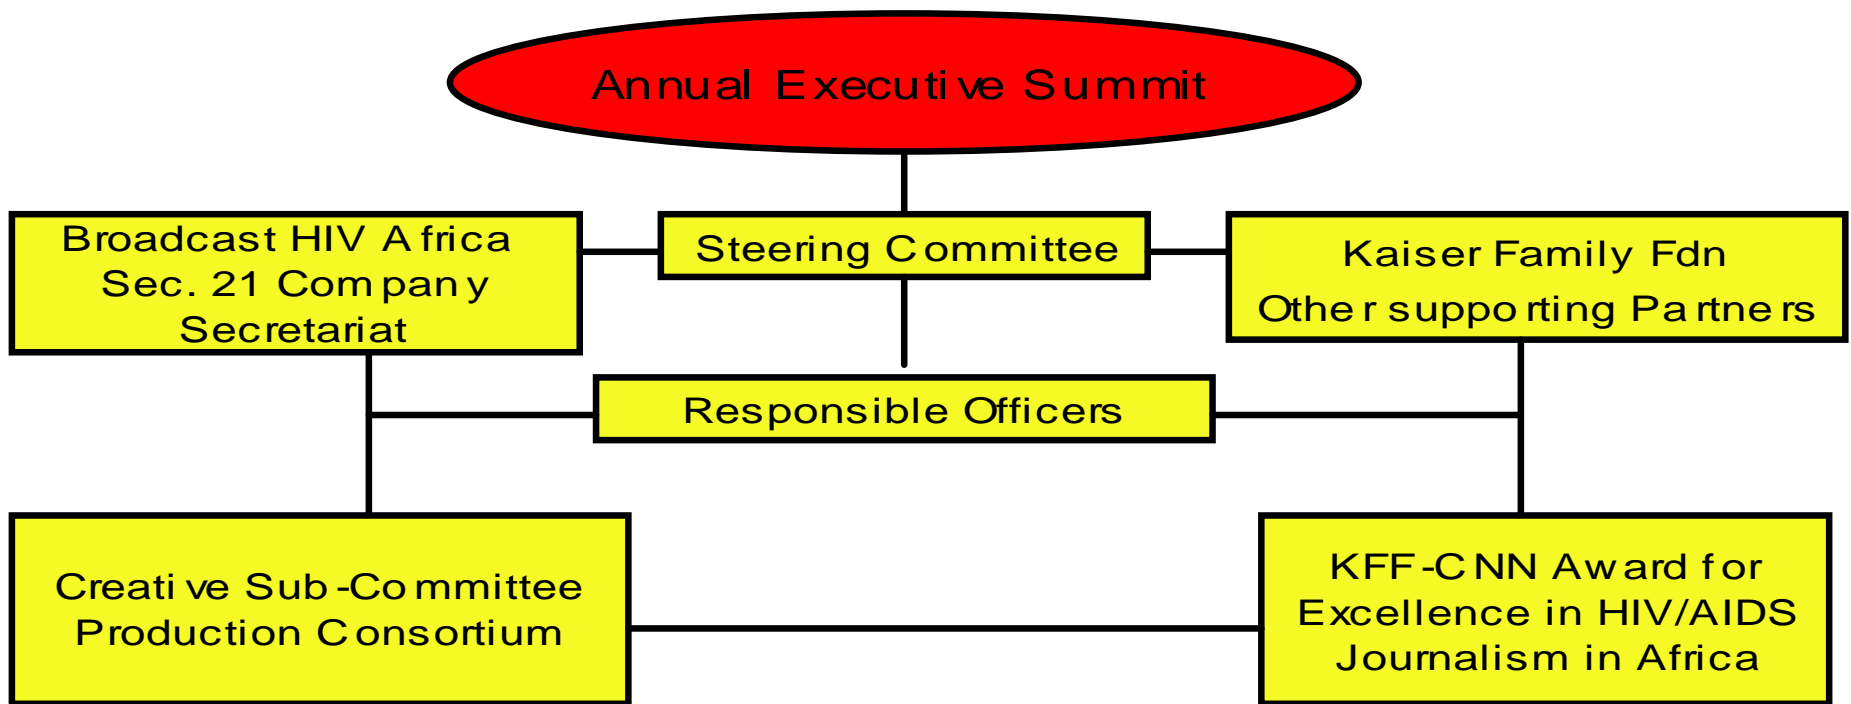 Annual Executive Summit
Broadcast HIV Africa
Sec. 21 Company
Secretariat
Steering Committee
Kaiser Family Fdn
Other supporting Partners
Responsible Officers
Creative Sub-Committee
Production Consortium
KFF-CNN Award for
Excellence in HIV/AIDS
Journalism in Africa